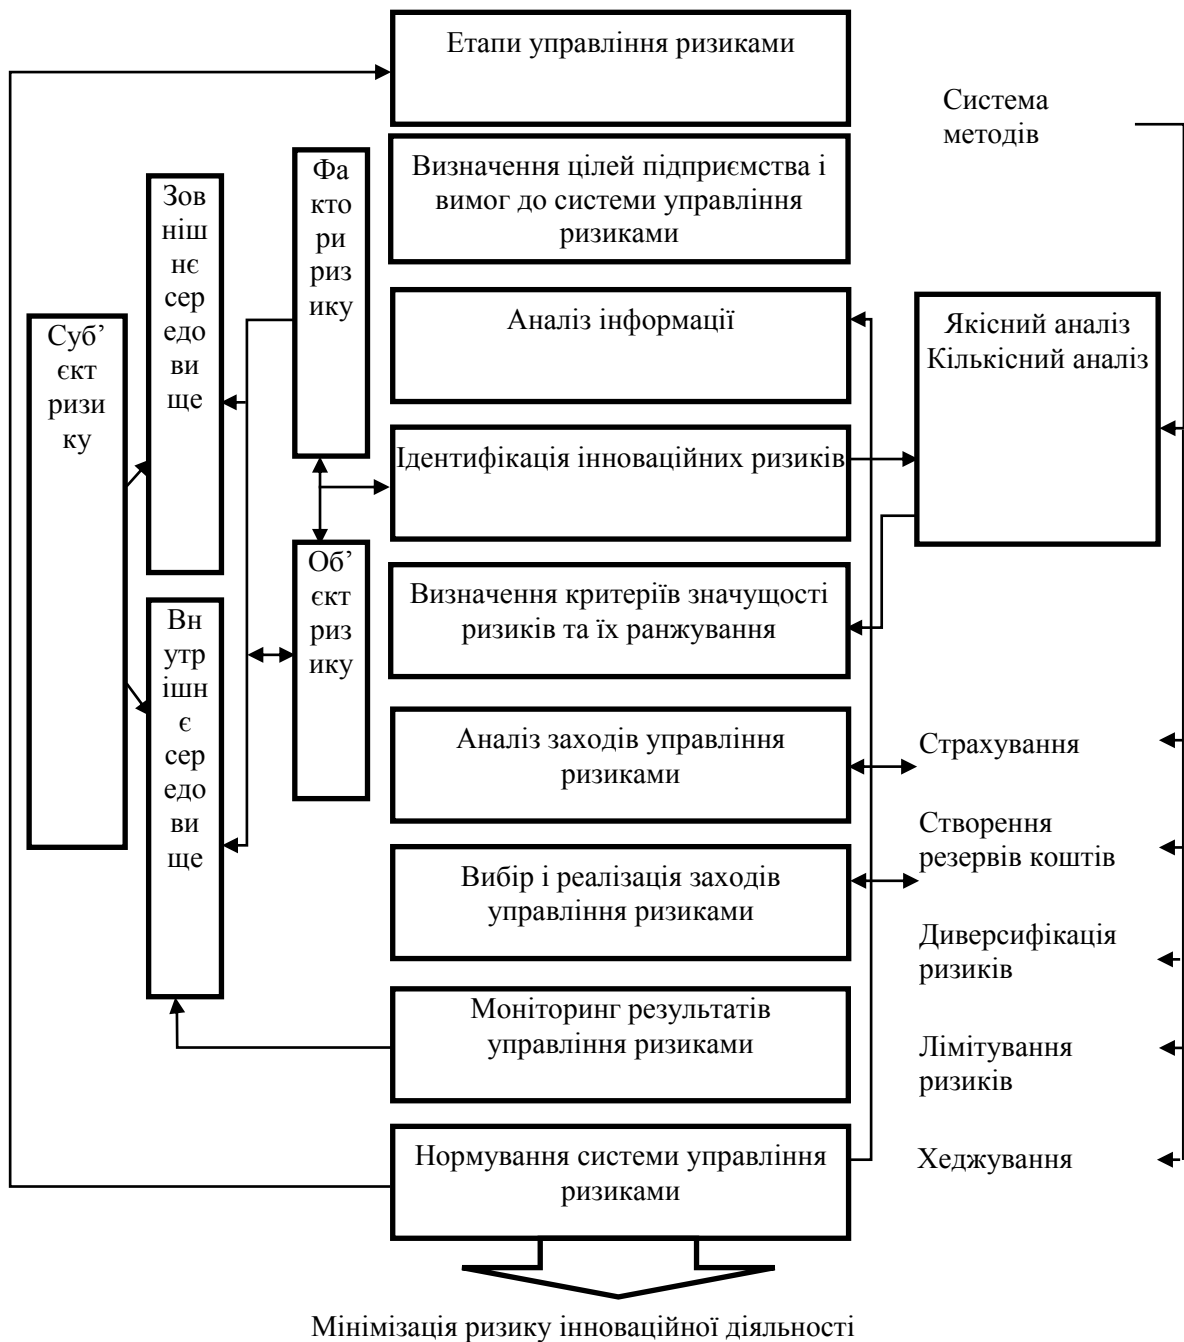 Етапи управління ризиками
Система
методів
Визначення цілей підприємства і
вимог до системи управління
ризиками
Фа
кто
ри
риз
ику
Зов
ніш
нє
сер
едо
ви
ще
Суб’
єкт
ризи
ку
Аналіз інформації
Якісний аналіз
Кількісний аналіз
Ідентифікація інноваційних ризиків
Об’
єкт
риз
ику
Визначення критеріїв значущості
ризиків та їх ранжування
Вн
утр
ішн
є
сер
едо
ви
ще
Аналіз заходів управління
ризиками
Страхування
Створення
резервів коштів
Вибір і реалізація заходів
управління ризиками
Диверсифікація
ризиків
Моніторинг результатів
управління ризиками
Лімітування
ризиків
Нормування системи управління
ризиками
Хеджування
Мінімізація ризику інноваційної діяльності